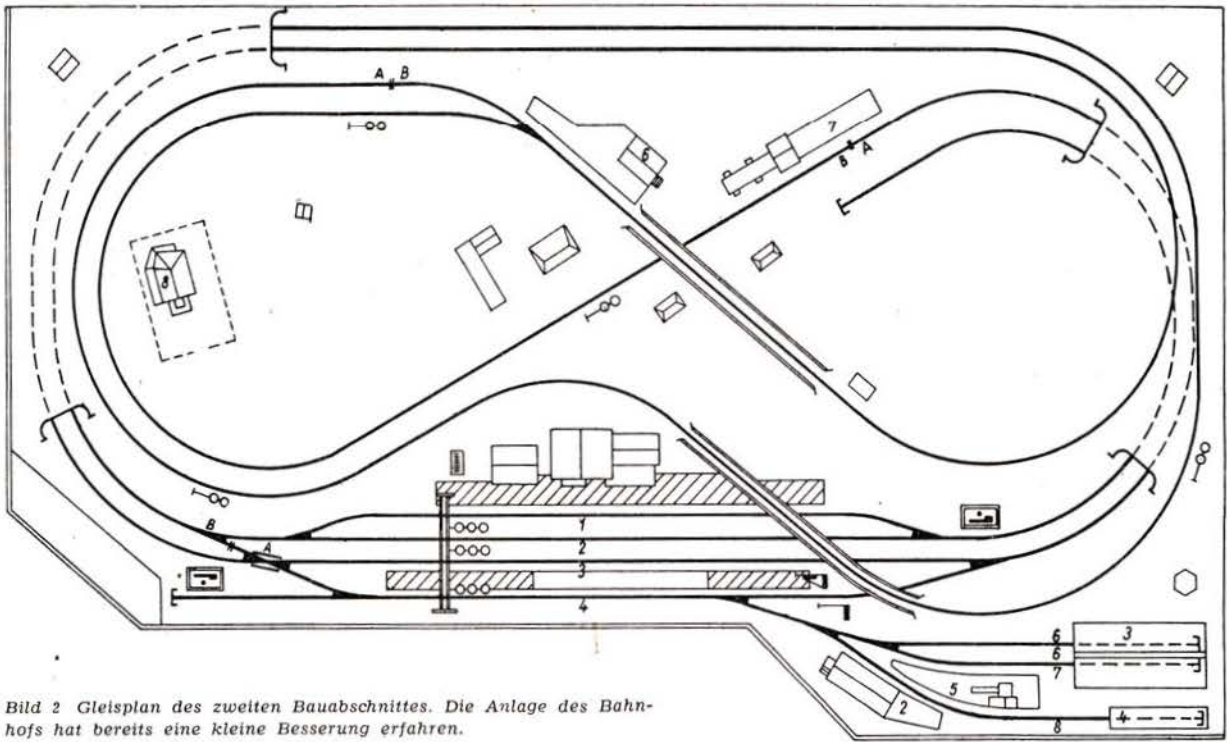 A B
6
7
B A
8
B
A
A
1
2
3
4
6
6
7
3
5
2
8
4
Bild 2 Gleisplan des zweiten Bauabschnittes. Die Anlage des Bahn-
hofs hat bereits eine kleine Besserung erfahren.